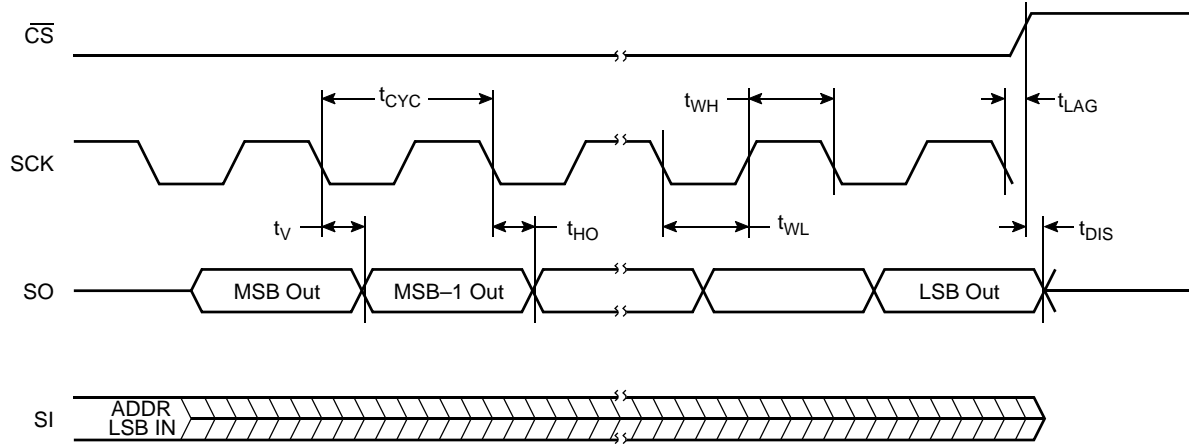 CS
tCYC
tWH
tLAG
SCK
tV
tHO
tWL
tDIS
SO
MSB Out
MSB–1 Out
LSB Out
SI
ADDR
LSB IN